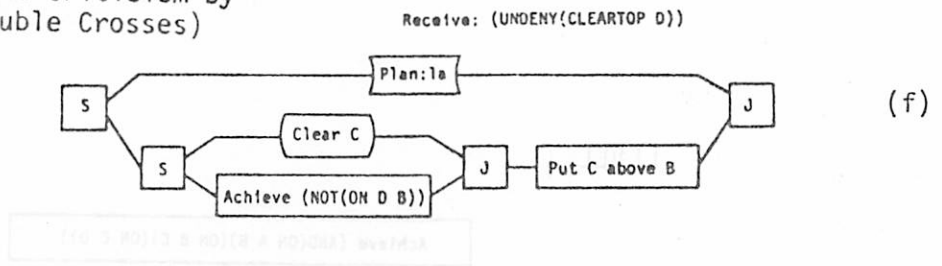 uble Crosses)
Receive: (UNDENY(CLEARTOP D))
Plan:1a
S
J
(f)
Clear C
S
J
Put C above B
Achieve (NOT(ON D B))